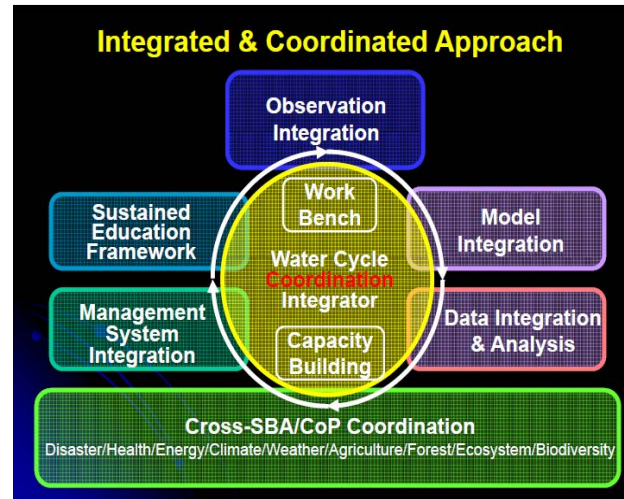 Integrated & Coordinated Approach
Observation
Integration
Work
Bench
Sustained
Education
Framework
Model
Integration
Water Cycle
Coordination
Integrator
Management
System
Integration
Data Integration
& Analysis
Capacity
Building
Cross-SBA/CoP Coordination
Disaster/Health/Energy/Climate/Weather/Agriculture/Forest/Ecosystem/Biodiversity